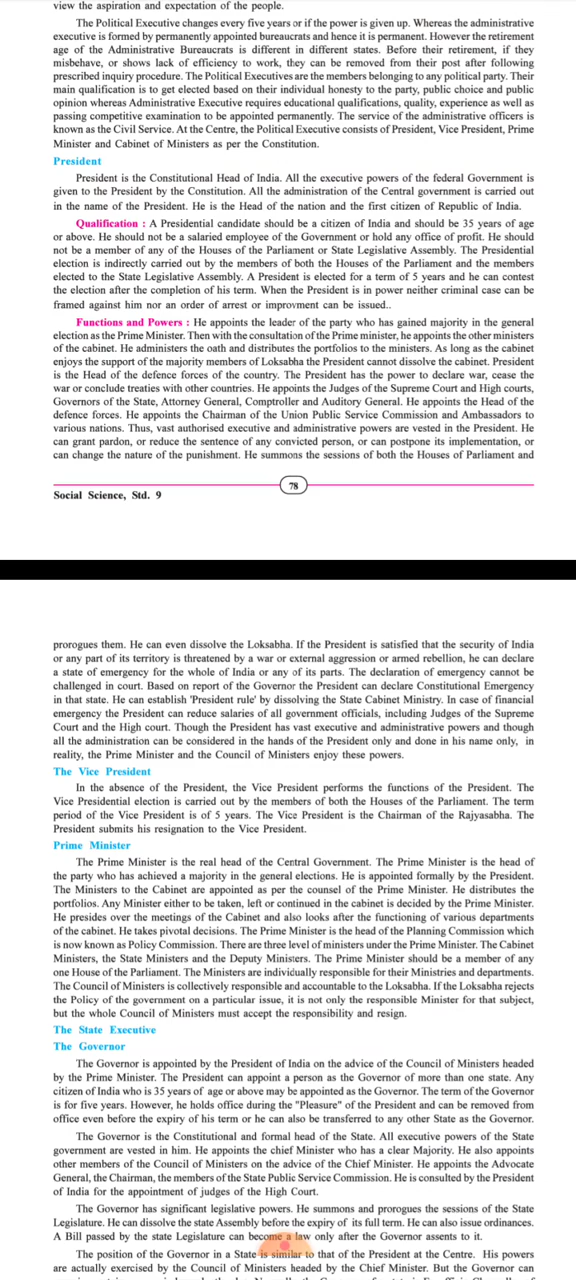 view the aspiration and expectation of the people.
The Political Executive changes every five years or if the power is given up. Whereas the administrative
executive is formed by permanently appointed bureaucrats and hence it is permanent. However the retirement
age of the Administrative Bureaucrats is different in different states. Before their retirement, if they
misbehave, or shows lack of efficiency to work, they can be removed from their post after following
prescribed inquiry procedure. The Political Executives are the members belonging to any political party. Their
main qualification is to get elected based on their individual honesty to the party, public choice and public
opinion whereas Administrative Executive requires educational qualifications, quality, experience as well as
passing competitive examination to be appointed permanently. The service of the administrative officers is
known as the Civil Service. At the Centre, the Political Executive consists of President, Vice President, Prime
Minister and Cabinet of Ministers as per the Constitution.
President
President is the Constitutional Head of India. All the executive powers of the federal Government is
given to the President by the Constitution. All the administration of the Central government is carried out
in the name of the President. He is the Head of the nation and the first citizen of Republic of India.
Qualification : A Presidential candidate should be a citizen of India and should be 35 years of age
or above. He should not be a salaried employee of the Government or hold any office of profit. He should
not be a member of any of the Houses of the Parliament or State Legislative Assembly. The Presidential
election is indirectly carried out by the members of both the Houses of the Parliament and the members
elected to the State Legislative Assembly. A President is elected for a term of 5 years and he can contest
the election after the completion of his term. When the President is in power neither criminal case can be
framed against him nor an order of arrest or improvment can be issued..
Functions and Powers : He appoints the leader of the party who has gained majority in the general
election as the Prime Minister. Then with the consultation of the Prime minister, he appoints the other ministers
of the cabinet. He administers the oath and distributes the portfolios to the ministers. As long as the cabinet
enjoys the support of the majority members of Loksabha the President cannot dissolve the cabinet. President
is the Head of the defence forces of the country. The President has the power to declare war, cease the
war or conclude treaties with other countries. He appoints the Judges of the Supreme Court and High courts,
Governors of the State, Attorney General, Comptroller and Auditory General. He appoints the Head of the
defence forces. He appoints the Chairman of the Union Public Service Commission and Ambassadors to
various nations. Thus, vast authorised executive and administrative powers are vested in the President. He
can grant pardon, or reduce the sentence of any convicted person, or can postpone its implementation, or
can change the nature of the punishment. He summons the sessions of both the Houses of Parliament and
78
Social Science, Std. 9
prorogues them. He can even dissolve the Loksabha. If the President is satisfied that the security of India
or any part of its territory is threatened by a war or external aggression or armed rebellion, he can declare
a state of emergency for the whole of India or any of its parts. The declaration of emergency cannot be
challenged in court. Based on report of the Governor the President can declare Constitutional Emergency
in that state. He can establish 'President rule' by dissolving the State Cabinet Ministry. In case of financial
emergency the President can reduce salaries of all government officials, including Judges of the Supreme
Court and the High court. Though the President has vast executive and administrative powers and though
all the administration can be considered in the hands of the President only and done in his name only, in
reality, the Prime Minister and the Council of Ministers enjoy these powers.
The Vice President
In the absence of the President, the Vice President performs the functions of the President. The
Vice Presidential election is carried out by the members of both the Houses of the Parliament. The term
period of the Vice President is of 5 years. The Vice President is the Chairman of the Rajyasabha. The
President submits his resignation to the Vice President.
Prime Minister
The Prime Minister is the real head of the Central Government. The Prime Minister is the head of
the party who has achieved a majority in the general elections. He is appointed formally by the President.
The Ministers to the Cabinet are appointed as per the counsel of the Prime Minister. He distributes the
portfolios. Any Minister either to be taken, left or continued in the cabinet is decided by the Prime Minister.
He presides over the meetings of the Cabinet and also looks after the functioning of various departments
of the cabinet. He takes pivotal decisions. The Prime Minister is the head of the Planning Commission which
is now known as Policy Commission. There are three level of ministers under the Prime Minister. The Cabinet
Ministers, the State Ministers and the Deputy Ministers. The Prime Minister should be a member of any
one House of the Parliament. The Ministers are individually responsible for their Ministries and departments.
The Council of Ministers is collectively responsible and accountable to the Loksabha. If the Loksabha rejects
the Policy of the government on a particular issue, it is not only the responsible Minister for that subject,
but the whole Council of Ministers must accept the responsibility and resign.
The State Executive
The Governor
The Governor is appointed by the President of India on the advice of the Council of Ministers headed
by the Prime Minister. The President can appoint a person as the Governor of more than one state. Any
citizen of India who is 35 years of age or above may be appointed as the Governor. The term of the Governor
is for five years. However, he holds office during the "Pleasure" of the President and can be removed from
office even before the expiry of his term or he can also be transferred to any other State as the Governor.
The Governor is the Constitutional and formal head of the State. All executive powers of the State
government are vested in him. He appoints the chief Minister who has a clear Majority. He also appoints
other members of the Council of Ministers on the advice of the Chief Minister. He appoints the Advocate
General, the Chairman, the members of the State Public Service Commission. He is consulted by the President
of India for the appointment of judges of the High Court.
The Governor has significant legislative powers. He summons and prorogues the sessions of the State
Legislature. He can dissolve the state Assembly before the expiry of its full term. He can also issue ordinances.
A Bill passed by the state Legislature can become a law only after the Governor assents to it.
The position of the Governor in a State is similar to that of the President at the Centre. His powers
are actually exercised by the Council of Ministers headed by the Chief Minister. But the Governor can